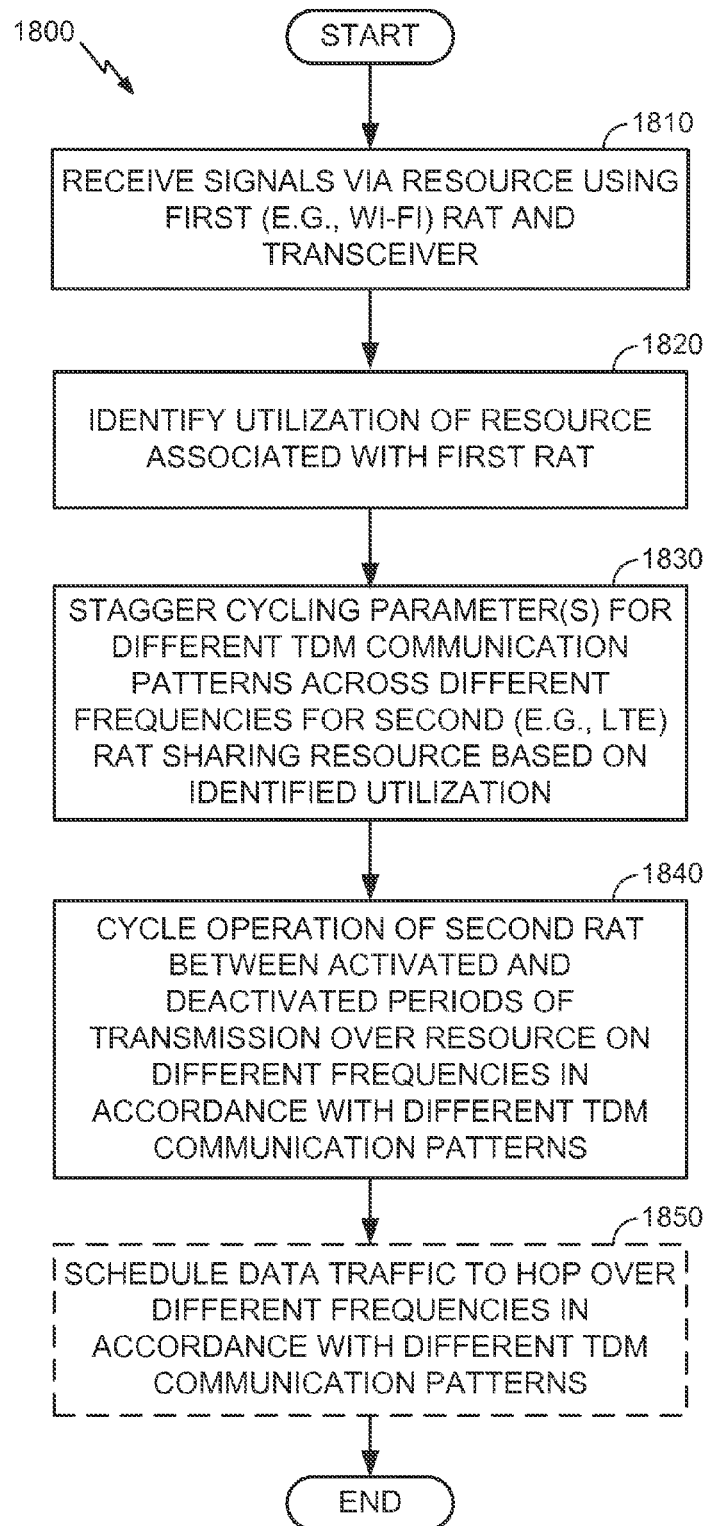 1800
START
1810
RECEIVE SIGNALS VIA RESOURCE USING
FIRST (E.G., WI-FI) RAT AND
TRANSCEIVER
1820
IDENTIFY UTILIZATION OF RESOURCE
ASSOCIATED WITH FIRST RAT
1830
STAGGER CYCLING PARAMETER(S) FOR
DIFFERENT TDM COMMUNICATION
PATTERNS ACROSS DIFFERENT
FREQUENCIES FOR SECOND (E.G., LTE)
RAT SHARING RESOURCE BASED ON
IDENTIFIED UTILIZATION
1840
CYCLE OPERATION OF SECOND RAT
BETWEEN ACTIVATED AND
DEACTIVATED PERIODS OF
TRANSMISSION OVER RESOURCE ON
DIFFERENT FREQUENCIES IN
ACCORDANCE WITH DIFFERENT TDM
COMMUNICATION PATTERNS
1850
SCHEDULE DATA TRAFFIC TO HOP OVER
DIFFERENT FREQUENCIES IN
ACCORDANCE WITH DIFFERENT TDM
COMMUNICATION PATTERNS
END